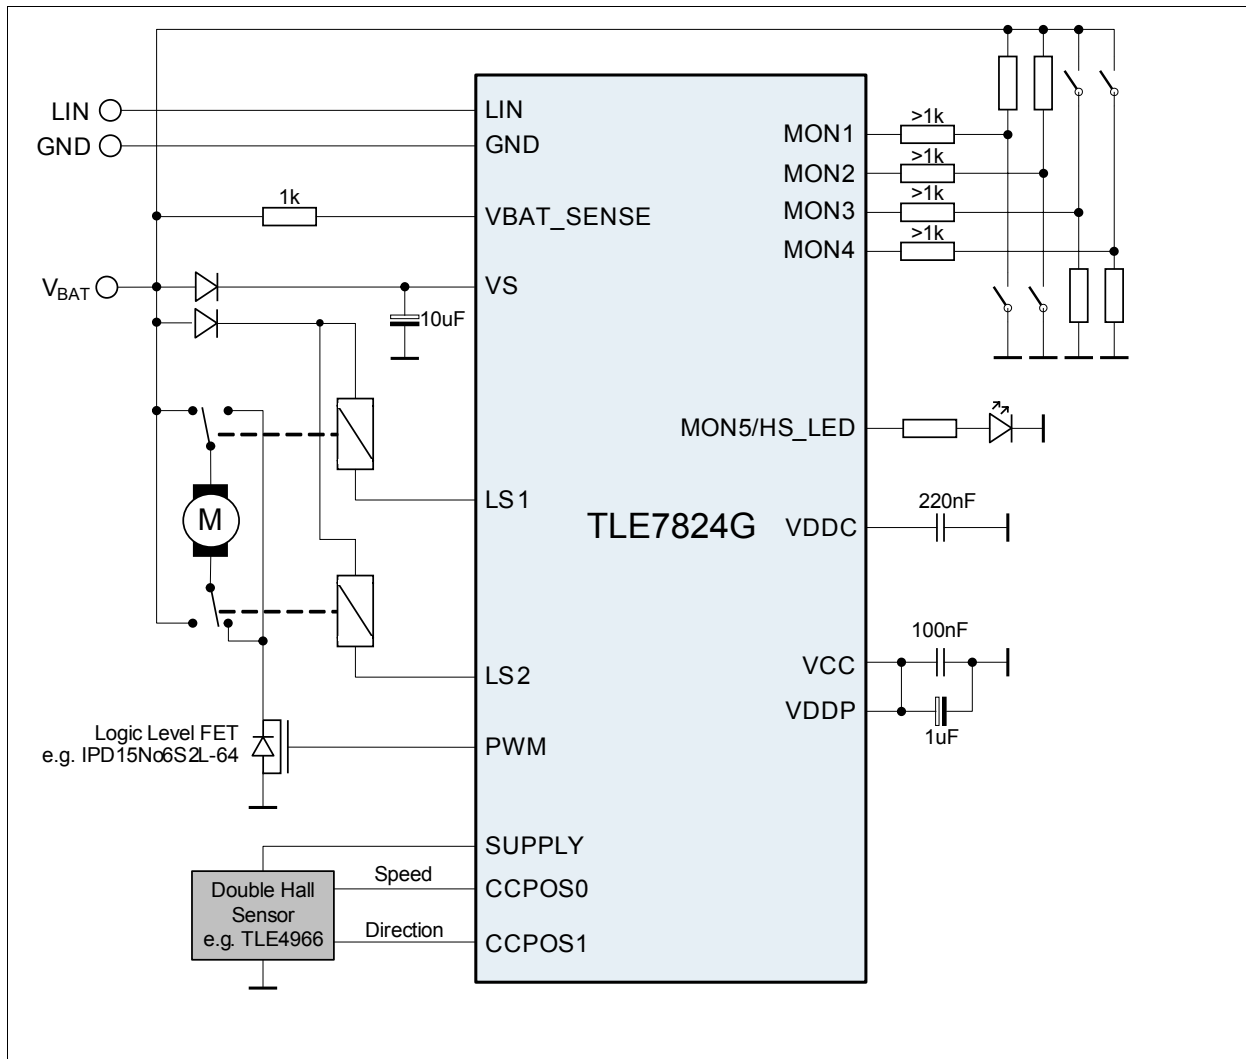 LIN
GND
1k
V_BAT
10uF
M
Logic Level FET
e.g. IPD15No6S2L-64
Double Hall
Sensor
e.g. TLE4966
Speed
Direction
LIN
GND
VBAT_SENSE
VS
LS1
LS2
PWM
SUPPLY
CCPOS0
CCPOS1
TLE7824G
MON1
MON2
MON3
MON4
MON5/HS_LED
VDDC
VCC
VDDP
>1k
>1k
>1k
>1k
220nF
100nF
1uF